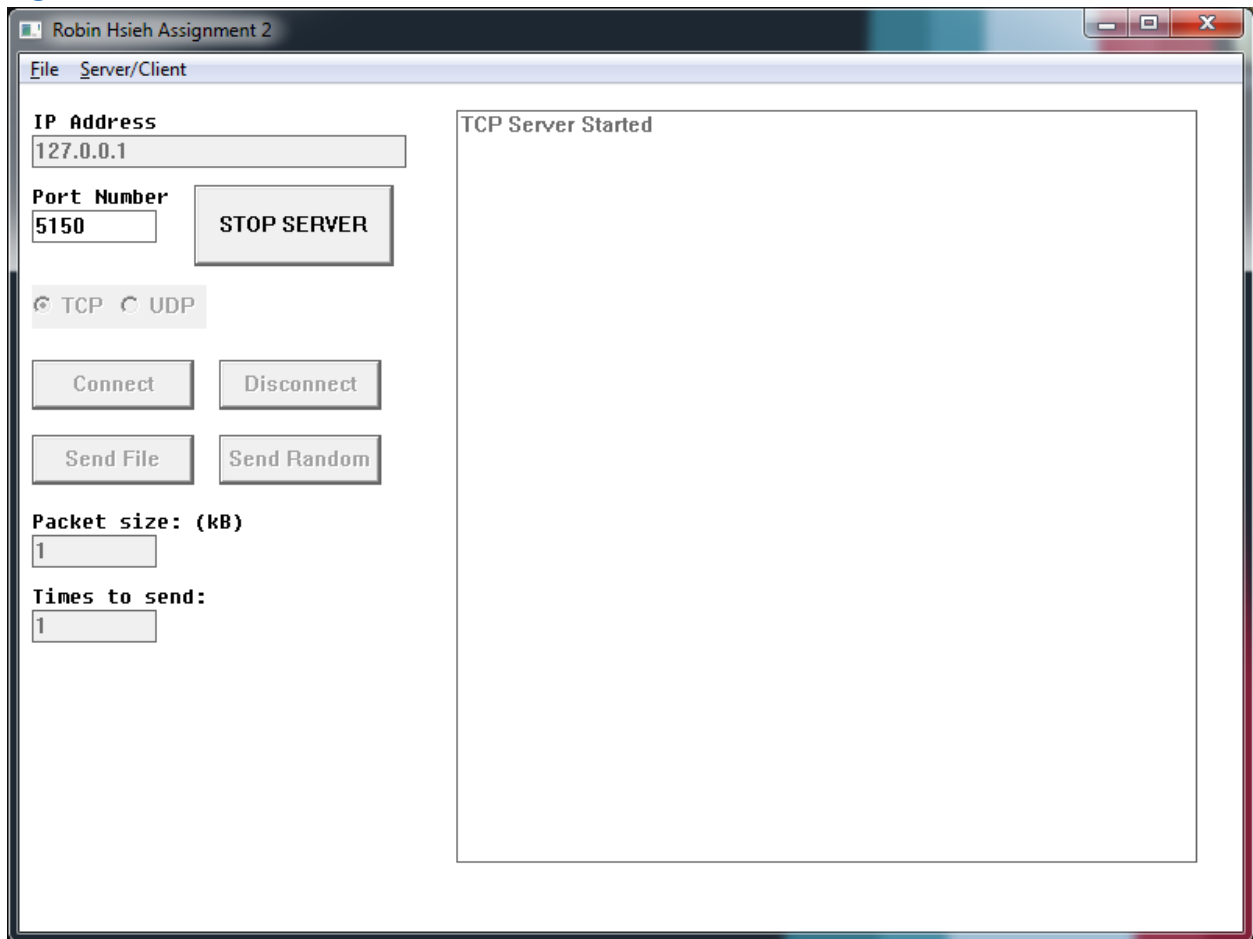 Robin Hsieh Assignment 2
File Server/Client
IP Address
127.0.0.1
Port Number
5150
STOP SERVER
TCP UDP
Connect Disconnect
Send File Send Random
Packet size: (kB)
1
Times to send:
1
TCP Server Started